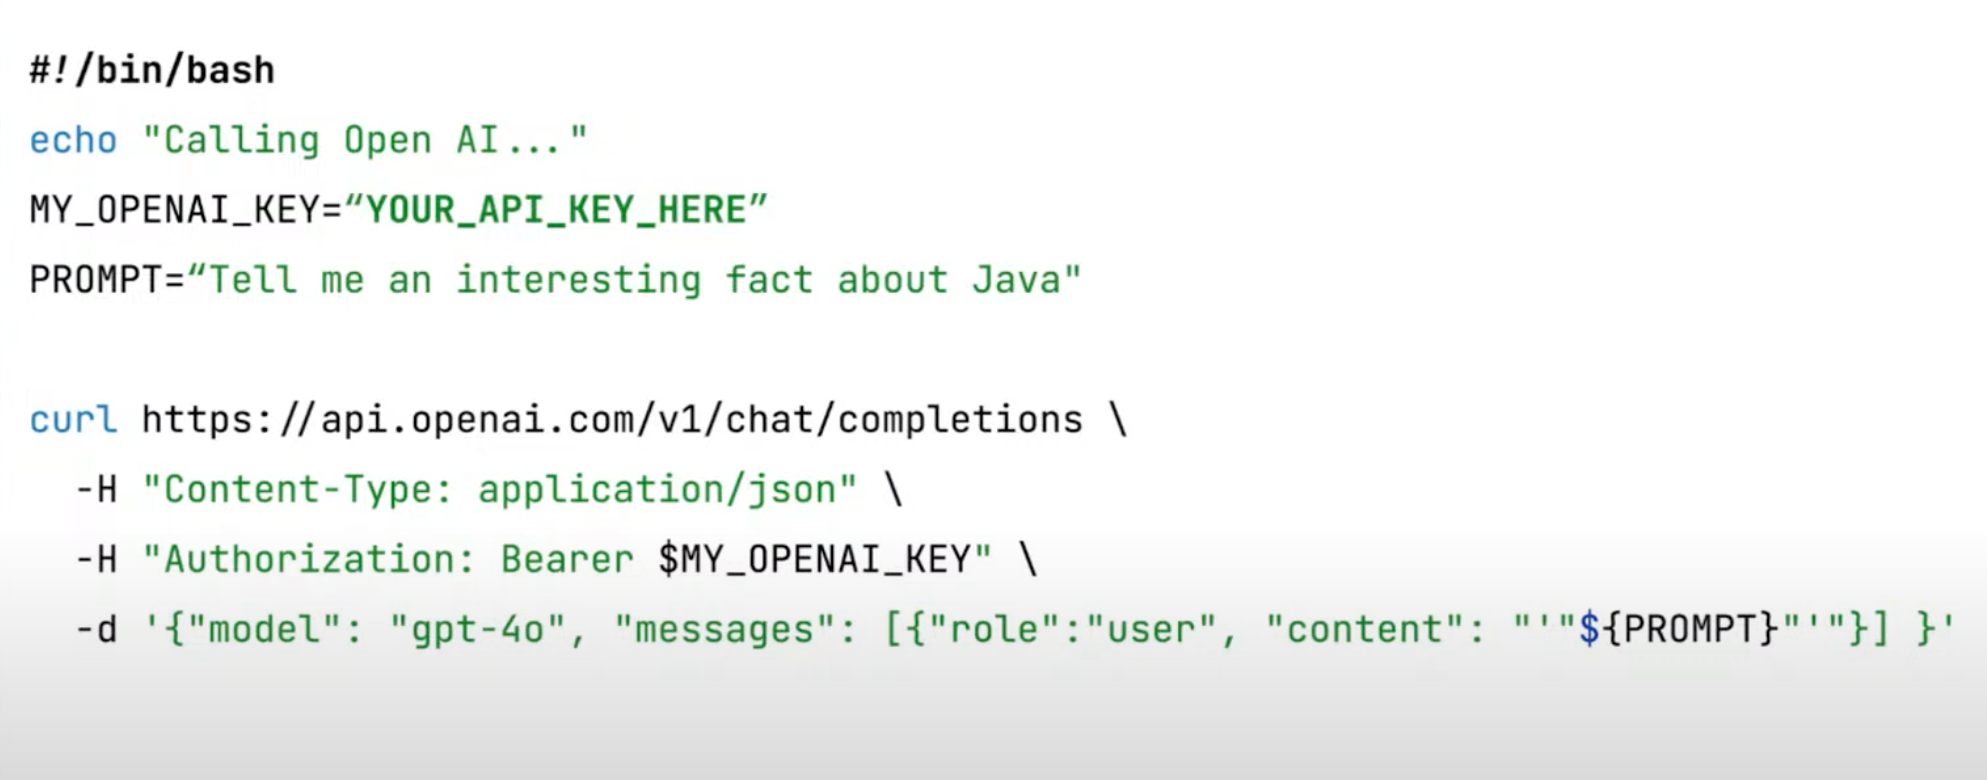 #!/bin/bash
echo "Calling Open AI..."
MY_OPENAI_KEY=“YOUR_API_KEY_HERE”
PROMPT=“Tell me an interesting fact about Java"
curl https://api.openai.com/v1/chat/completions \
-H "Content-Type: application/json" \
-H "Authorization: Bearer $MY_OPENAI_KEY" \
-d '{"model": "gpt-4o", "messages": [{"role":"user", "content": "'"${PROMPT}"'"}] }'